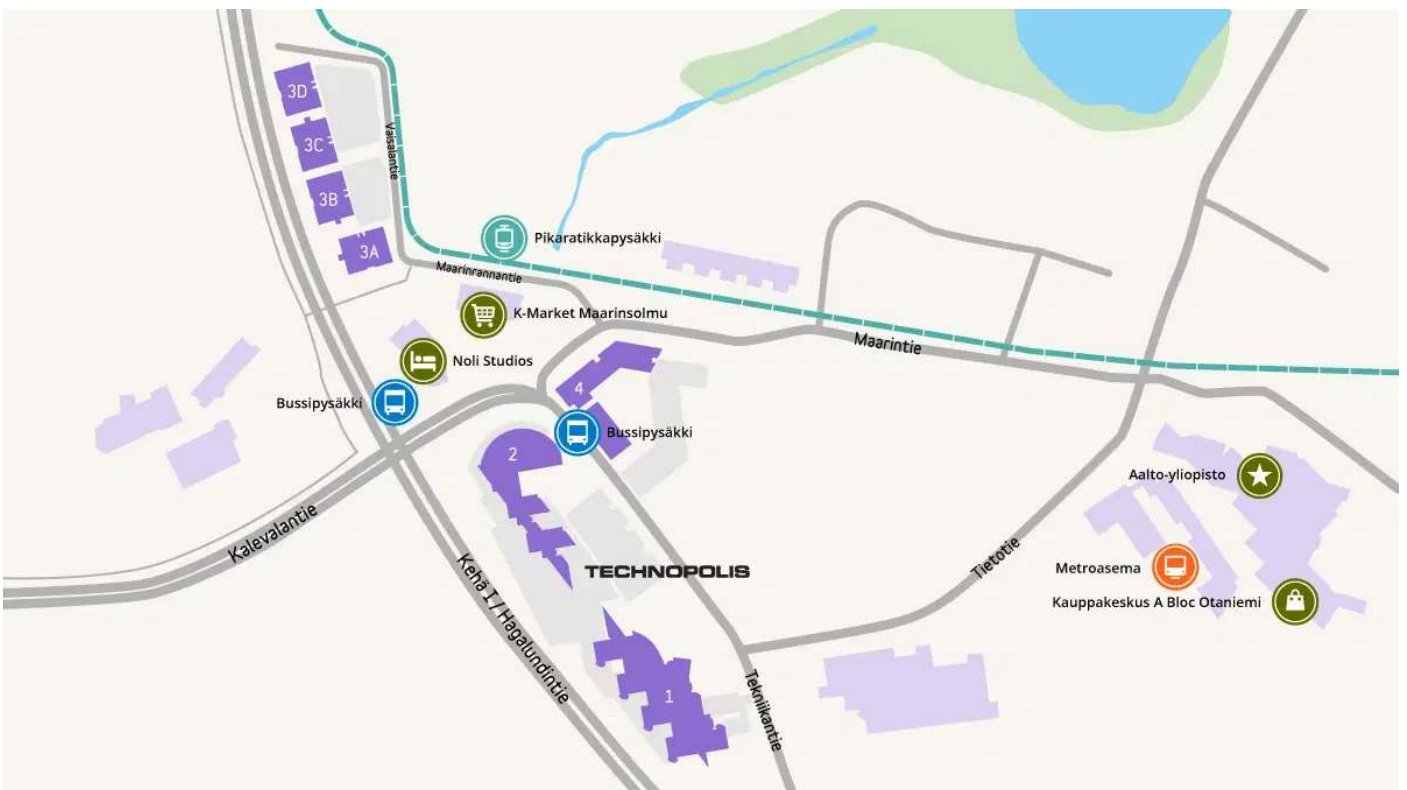 3D
3C
Vaisalantie
3B
3A
Pikaratikkapysäkki
Maarinrannantie
K-Market Maarinsolmu
Maarintie
Noli Studios
4
Bussipysäkki
Bussipysäkki
2
Aalto-yliopisto
Kalevalantie
Kehä I / Hagalundintie
TECHNOPOLIS
Tietotie
Metroasema
Kauppakeskus A Bloc Otaniemi
1
Tekniikantie